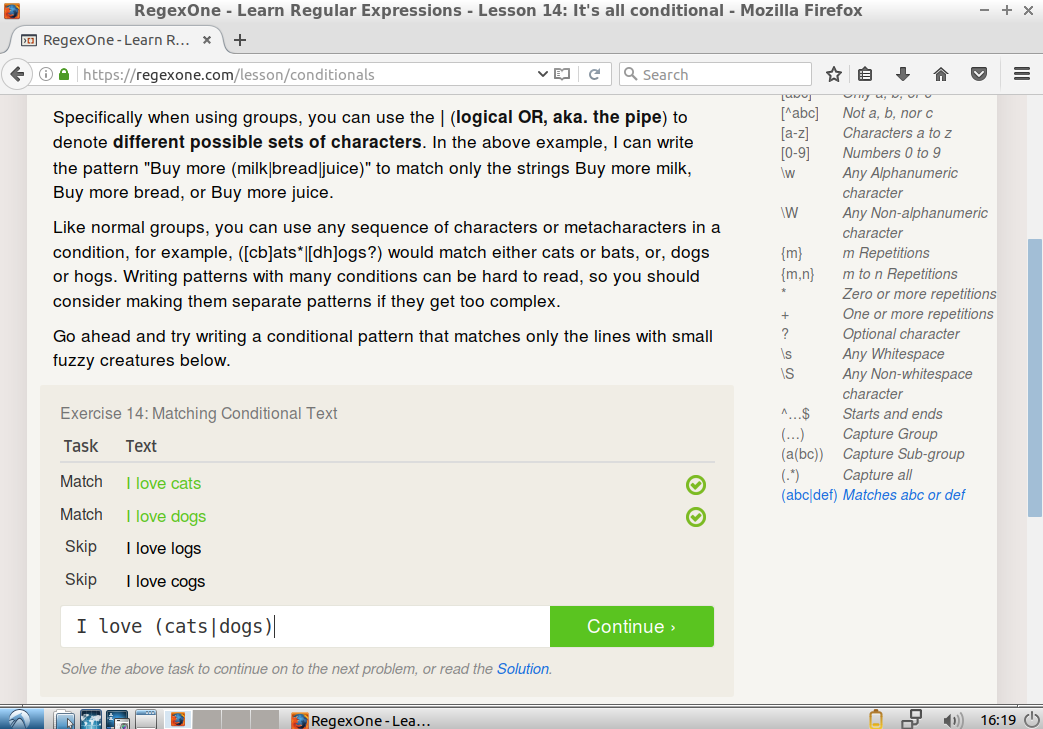 RegexOne - Learn Regular Expressions - Lesson 14: It's all conditional - Mozilla Firefox
RegexOne - Learn R...
https://regexone.com/lesson/conditionals
Search
Specifically when using groups, you can use the | (logical OR, aka. the pipe) to
denote different possible sets of characters. In the above example, I can write
the pattern "Buy more (milk|bread|juice)" to match only the strings Buy more milk,
Buy more bread, or Buy more juice.
Like normal groups, you can use any sequence of characters or metacharacters in a
condition, for example, ([cb]ats*|[dh]ogs?) would match either cats or bats, or, dogs
or hogs. Writing patterns with many conditions can be hard to read, so you should
consider making them separate patterns if they get too complex.
Go ahead and try writing a conditional pattern that matches only the lines with small
fuzzy creatures below.
Exercise 14: Matching Conditional Text
Task Text
Match I love cats
Match I love dogs
Skip I love logs
Skip I love cogs
I love (cats|dogs)
Continue ›
Solve the above task to continue on to the next problem, or read the Solution.
[abc] Only a, b, or c
[^abc] Not a, b, nor c
[a-z] Characters a to z
[0-9] Numbers 0 to 9
\w Any Alphanumeric
character
\W Any Non-alphanumeric
character
{m} m Repetitions
{m,n} m to n Repetitions
* Zero or more repetitions
+ One or more repetitions
? Optional character
\s Any Whitespace
\S Any Non-whitespace
character
^…$ Starts and ends
(…) Capture Group
(a(bc)) Capture Sub-group
(.*) Capture all
(abc|def) Matches abc or def
RegexOne - Lea...
16:19